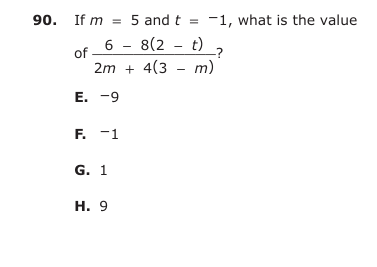 90. If m = 5 and t = −1, what is the value
of 6 − 8(2 − t) / 2m + 4(3 − m) ?
E. −9
F. −1
G. 1
H. 9